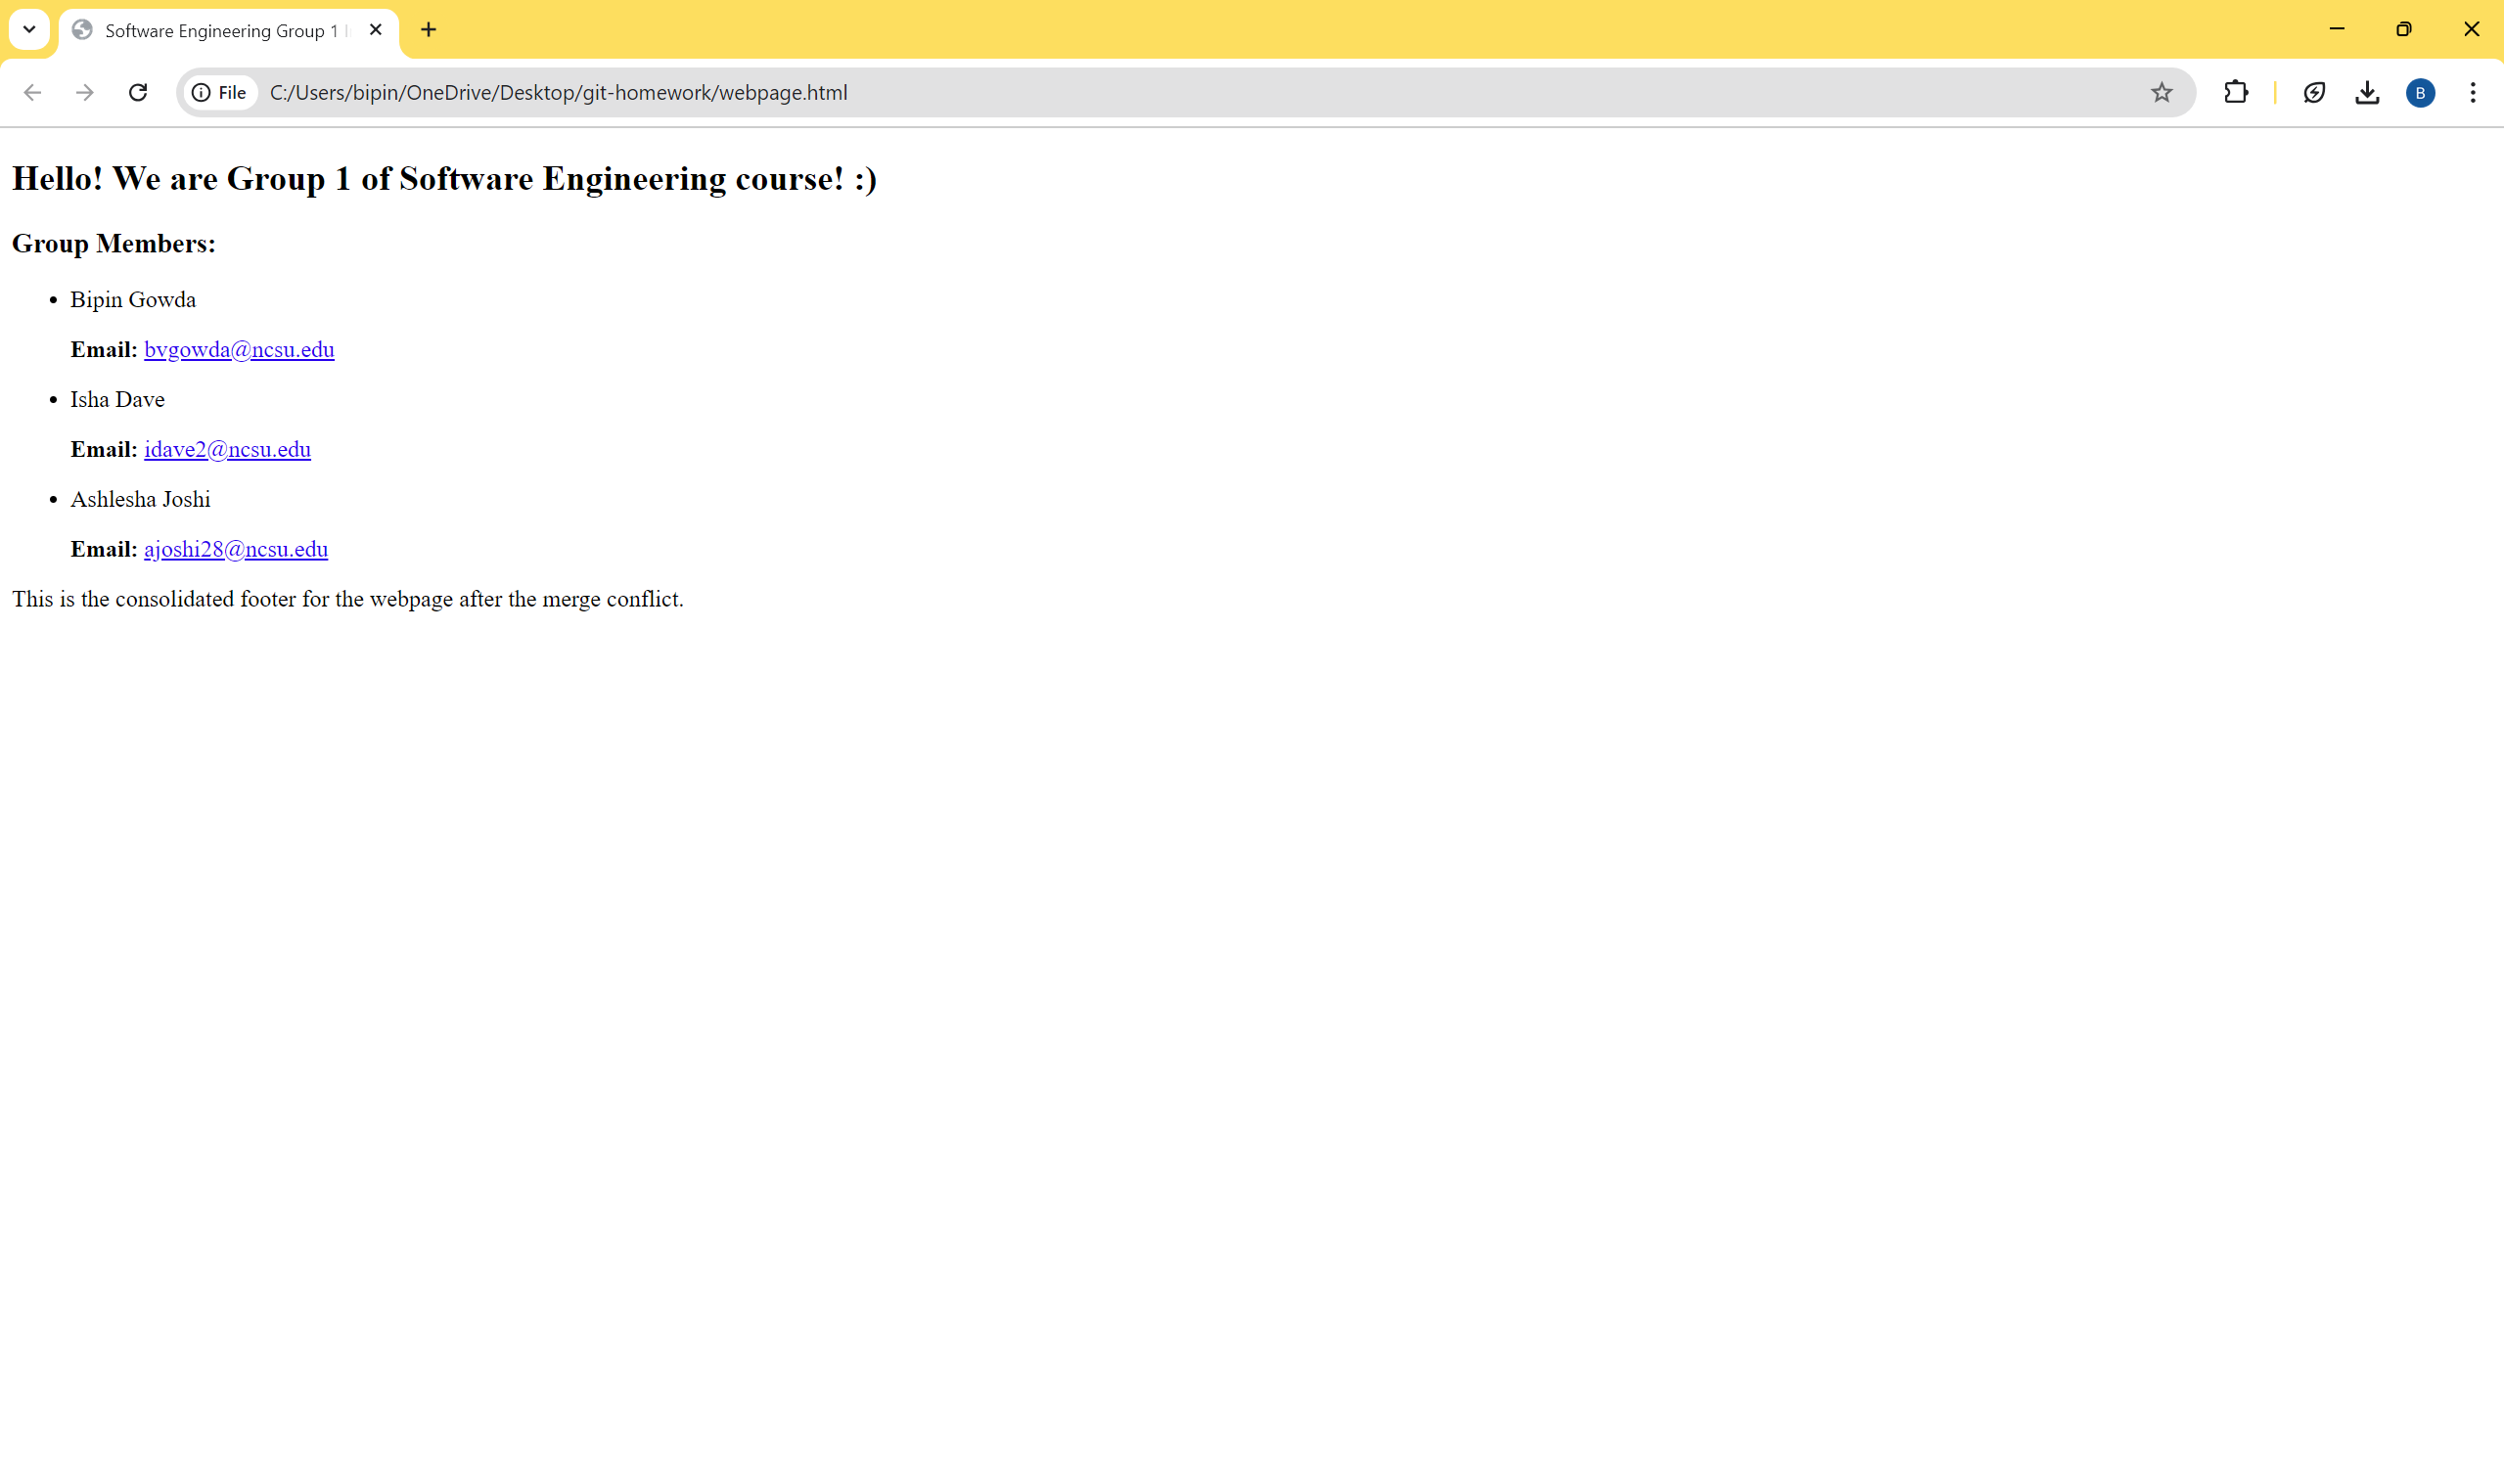 Software Engineering Group 1
File
C:/Users/bipin/OneDrive/Desktop/git-homework/webpage.html
B
Hello! We are Group 1 of Software Engineering course! :)
Group Members:
• Bipin Gowda
Email: bvgowda@ncsu.edu
• Isha Dave
Email: idave2@ncsu.edu
• Ashlesha Joshi
Email: ajoshi28@ncsu.edu
This is the consolidated footer for the webpage after the merge conflict.